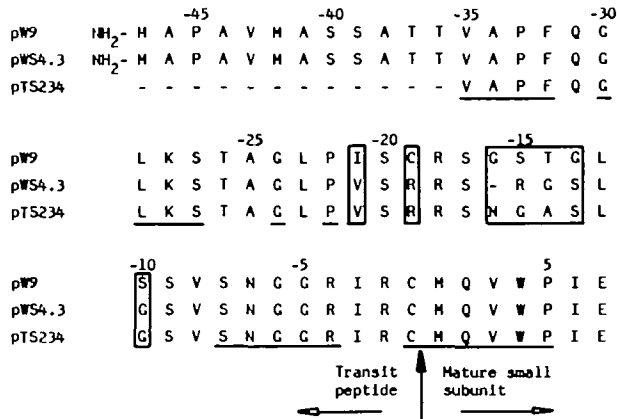 -45 -40 -35 -30
pW9 NH2- M A P A V M A S S A T T V A P F Q G
pWS4.3 NH2- M A P A V M A S S A T T V A P F Q G
pTS234 - - - - - - - - - - - - V A P F Q G
-25 -20 -15
pW9 L K S T A G L P I S C R S G S T G L
pWS4.3 L K S T A G L P V S R R S - R G S L
pTS234 L K S T A G L P V S R R S N G A S L
-10 -5 5
pW9 S S V S N G G R I R C M Q V W P I E
pWS4.3 G S V S N G G R I R C M Q V W P I E
pTS234 G S V S N G G R I R C M Q V W P I E
Transit Mature small
peptide subunit